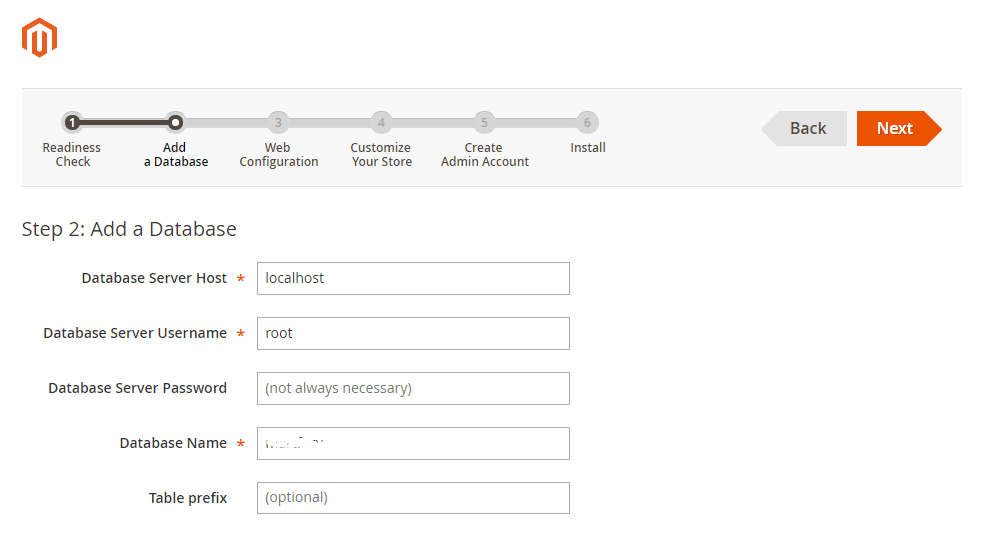 1
3
4
5
6
Readiness
Check
Add
a Database
Web
Configuration
Customize
Your Store
Create
Admin Account
Install
Back
Next
Step 2: Add a Database
Database Server Host *
localhost
Database Server Username *
root
Database Server Password
(not always necessary)
Database Name *
Table prefix
(optional)